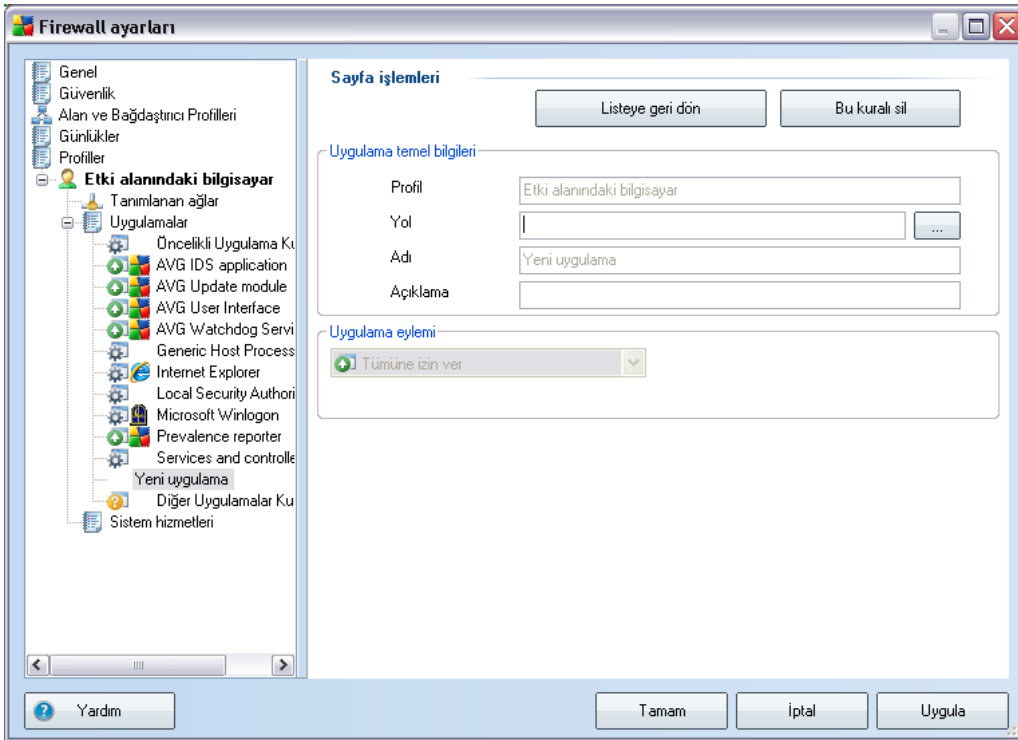 Firewall ayarları
Genel
Güvenlik
Alan ve Bağdaştırıcı Profilleri
Günlükler
Profiller
Etki alanındaki bilgisayar
Tanımlanan ağlar
Uygulamalar
Öncelikli Uygulama Ku
AVG IDS application
AVG Update module
AVG User Interface
AVG Watchdog Servi
Generic Host Process
Internet Explorer
Local Security Authori
Microsoft Winlogon
Prevalence reporter
Services and controlle
Yeni uygulama
Diğer Uygulamalar Ku
Sistem hizmetleri
Sayfa işlemleri
Listeye geri dön
Bu kuralı sil
Uygulama temel bilgileri
Profil
Etki alanındaki bilgisayar
Yol
...
Adı
Yeni uygulama
Açıklama
Uygulama eylemi
Tümüne izin ver
Yardım
Tamam
İptal
Uygula